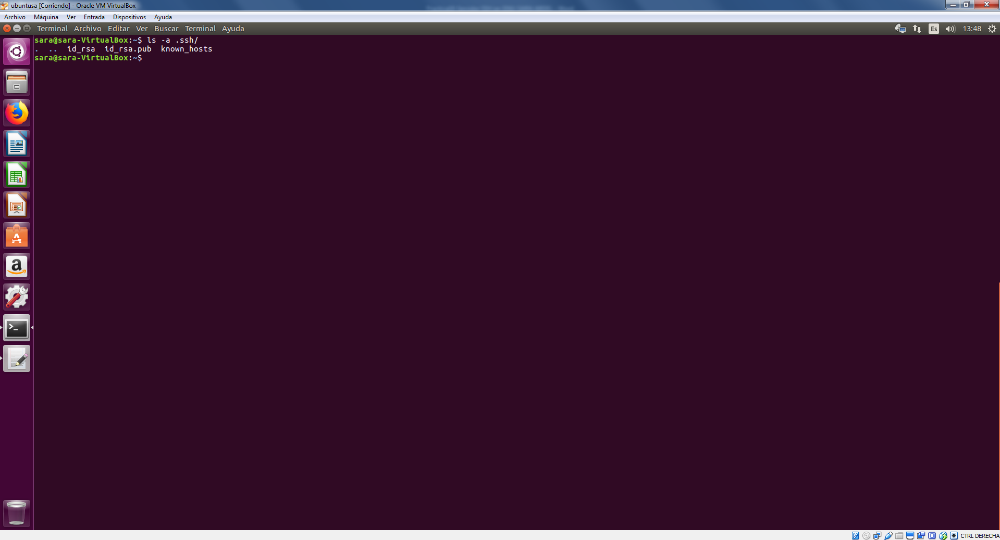 ubuntusa [Corriendo] - Oracle VM VirtualBox
Archivo Máquina Ver Entrada Dispositivos Ayuda
Terminal Archivo Editar Ver Buscar Terminal Ayuda Es 13:48
sara@sara-VirtualBox:~$ ls -a .ssh/
. .. id_rsa id_rsa.pub known_hosts
sara@sara-VirtualBox:~$
CTRL DERECHA